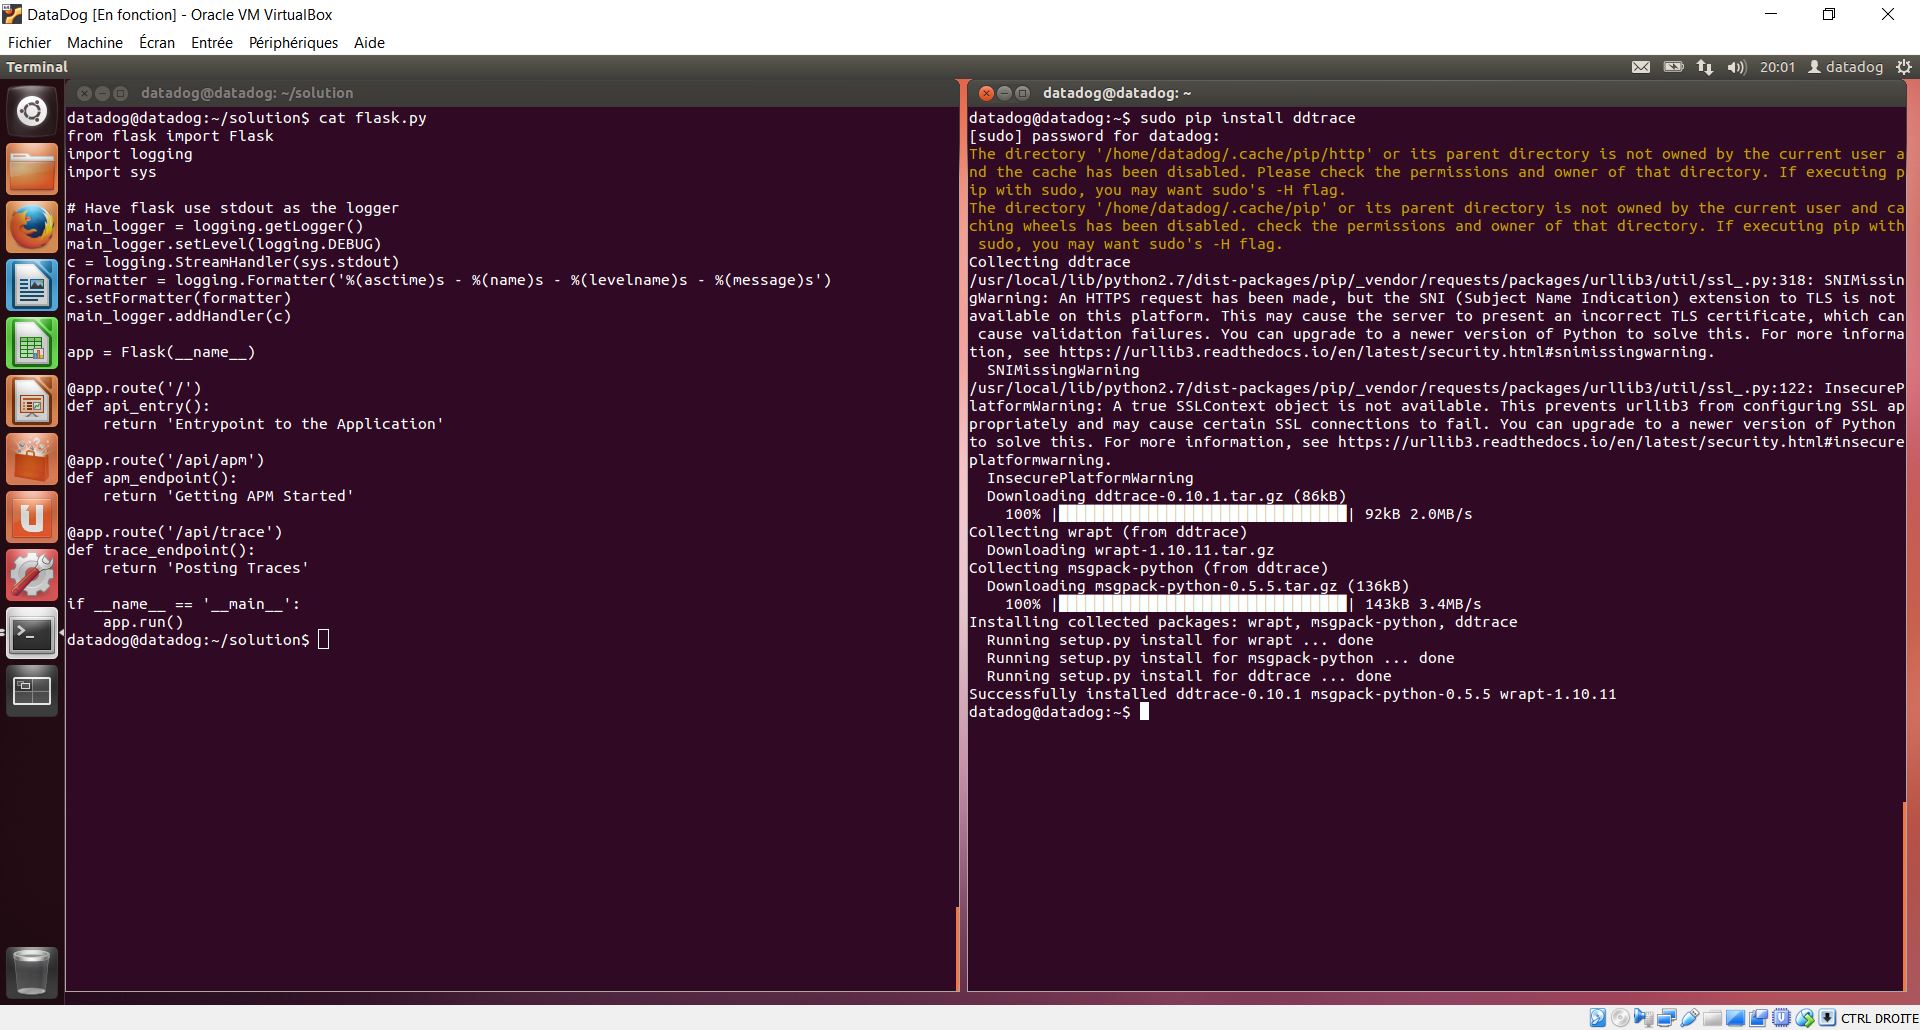 DataDog [En fonction] - Oracle VM VirtualBox
Fichier Machine Écran Entrée Périphériques Aide
Terminal
20:01 datadog
datadog@datadog: ~/solution
datadog@datadog:~/solution$ cat flask.py
from flask import Flask
import logging
import sys
# Have flask use stdout as the logger
main_logger = logging.getLogger()
main_logger.setLevel(logging.DEBUG)
c = logging.StreamHandler(sys.stdout)
formatter = logging.Formatter('%(asctime)s - %(name)s - %(levelname)s - %(message)s')
c.setFormatter(formatter)
main_logger.addHandler(c)
app = Flask(__name__)
@app.route('/')
def api_entry():
    return 'Entrypoint to the Application'
@app.route('/api/apm')
def apm_endpoint():
    return 'Getting APM Started'
@app.route('/api/trace')
def trace_endpoint():
    return 'Posting Traces'
if __name__ == '__main__':
    app.run()
datadog@datadog:~/solution$
datadog@datadog: ~
datadog@datadog:~$ sudo pip install ddtrace
[sudo] password for datadog:
The directory '/home/datadog/.cache/pip/http' or its parent directory is not owned by the current user a
nd the cache has been disabled. Please check the permissions and owner of that directory. If executing p
ip with sudo, you may want sudo's -H flag.
The directory '/home/datadog/.cache/pip' or its parent directory is not owned by the current user and ca
ching wheels has been disabled. check the permissions and owner of that directory. If executing pip with
 sudo, you may want sudo's -H flag.
Collecting ddtrace
/usr/local/lib/python2.7/dist-packages/pip/_vendor/requests/packages/urllib3/util/ssl_.py:318: SNIMissin
gWarning: An HTTPS request has been made, but the SNI (Subject Name Indication) extension to TLS is not
available on this platform. This may cause the server to present an incorrect TLS certificate, which can
 cause validation failures. You can upgrade to a newer version of Python to solve this. For more informa
tion, see https://urllib3.readthedocs.io/en/latest/security.html#snimissingwarning.
  SNIMissingWarning
/usr/local/lib/python2.7/dist-packages/pip/_vendor/requests/packages/urllib3/util/ssl_.py:122: InsecureP
latformWarning: A true SSLContext object is not available. This prevents urllib3 from configuring SSL ap
propriately and may cause certain SSL connections to fail. You can upgrade to a newer version of Python
to solve this. For more information, see https://urllib3.readthedocs.io/en/latest/security.html#insecure
platformwarning.
  InsecurePlatformWarning
  Downloading ddtrace-0.10.1.tar.gz (86kB)
    100% |████████████████████████████████| 92kB 2.0MB/s
Collecting wrapt (from ddtrace)
  Downloading wrapt-1.10.11.tar.gz
Collecting msgpack-python (from ddtrace)
  Downloading msgpack-python-0.5.5.tar.gz (136kB)
    100% |████████████████████████████████| 143kB 3.4MB/s
Installing collected packages: wrapt, msgpack-python, ddtrace
  Running setup.py install for wrapt ... done
  Running setup.py install for msgpack-python ... done
  Running setup.py install for ddtrace ... done
Successfully installed ddtrace-0.10.1 msgpack-python-0.5.5 wrapt-1.10.11
datadog@datadog:~$
CTRL DROITE